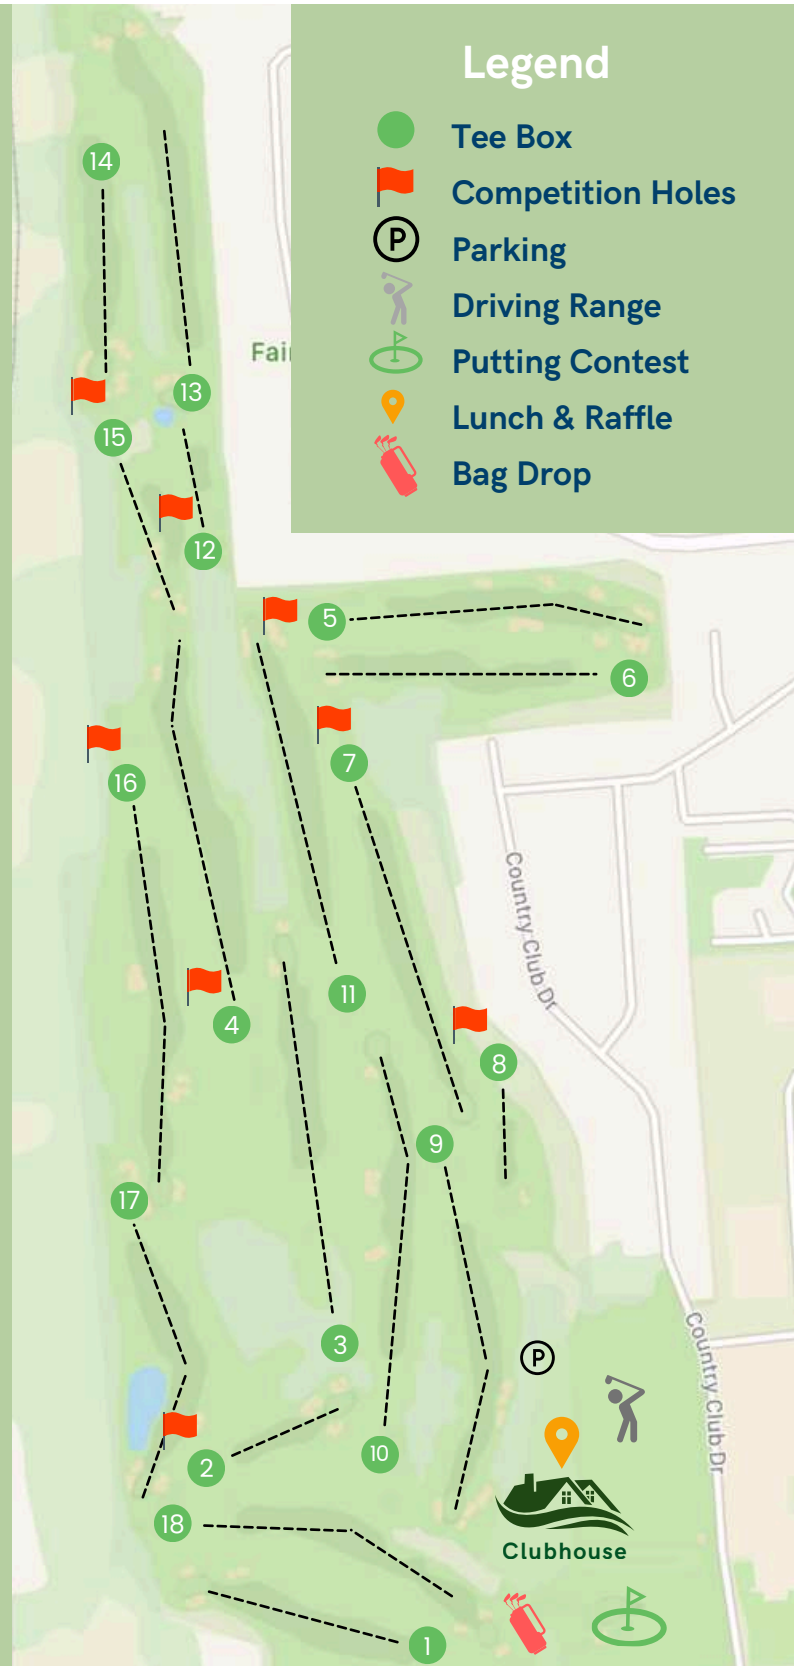 Legend
Tee Box
Competition Holes
P Parking
Driving Range
Putting Contest
Lunch & Raffle
Bag Drop
14
Fai
13
15
12
5
6
7
16
Country Club Dr
11
4
8
9
17
3
P
Country Club Dr
10
2
18
Clubhouse
1